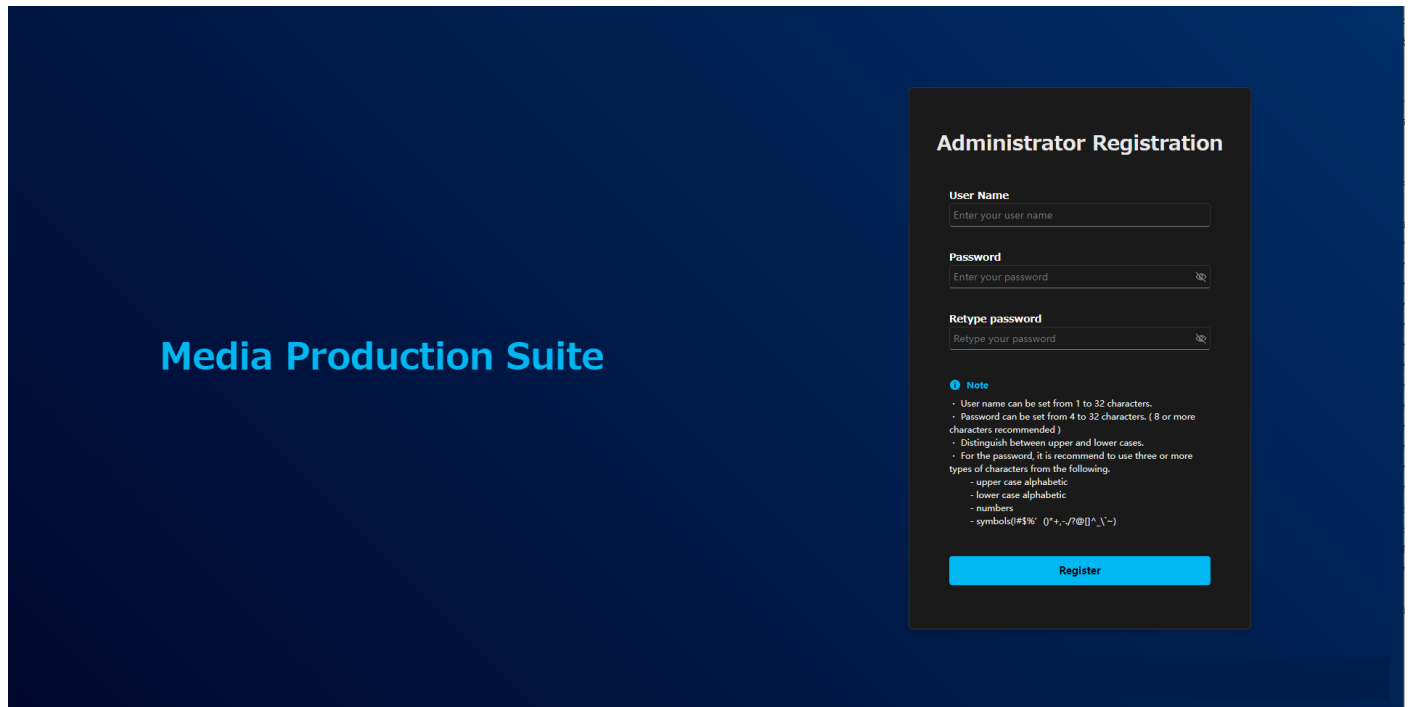 Media Production Suite
Administrator Registration
User Name
Enter your user name
Password
Enter your password
Retype password
Retype your password
Note
・ User name can be set from 1 to 32 characters.
・ Password can be set from 4 to 32 characters. ( 8 or more
characters recommended )
・ Distinguish between upper and lower cases.
・ For the password, it is recommend to use three or more
types of characters from the following.
- upper case alphabetic
- lower case alphabetic
- numbers
- symbols(!#$%' ()*+,-./?@[]^_\`~)
Register